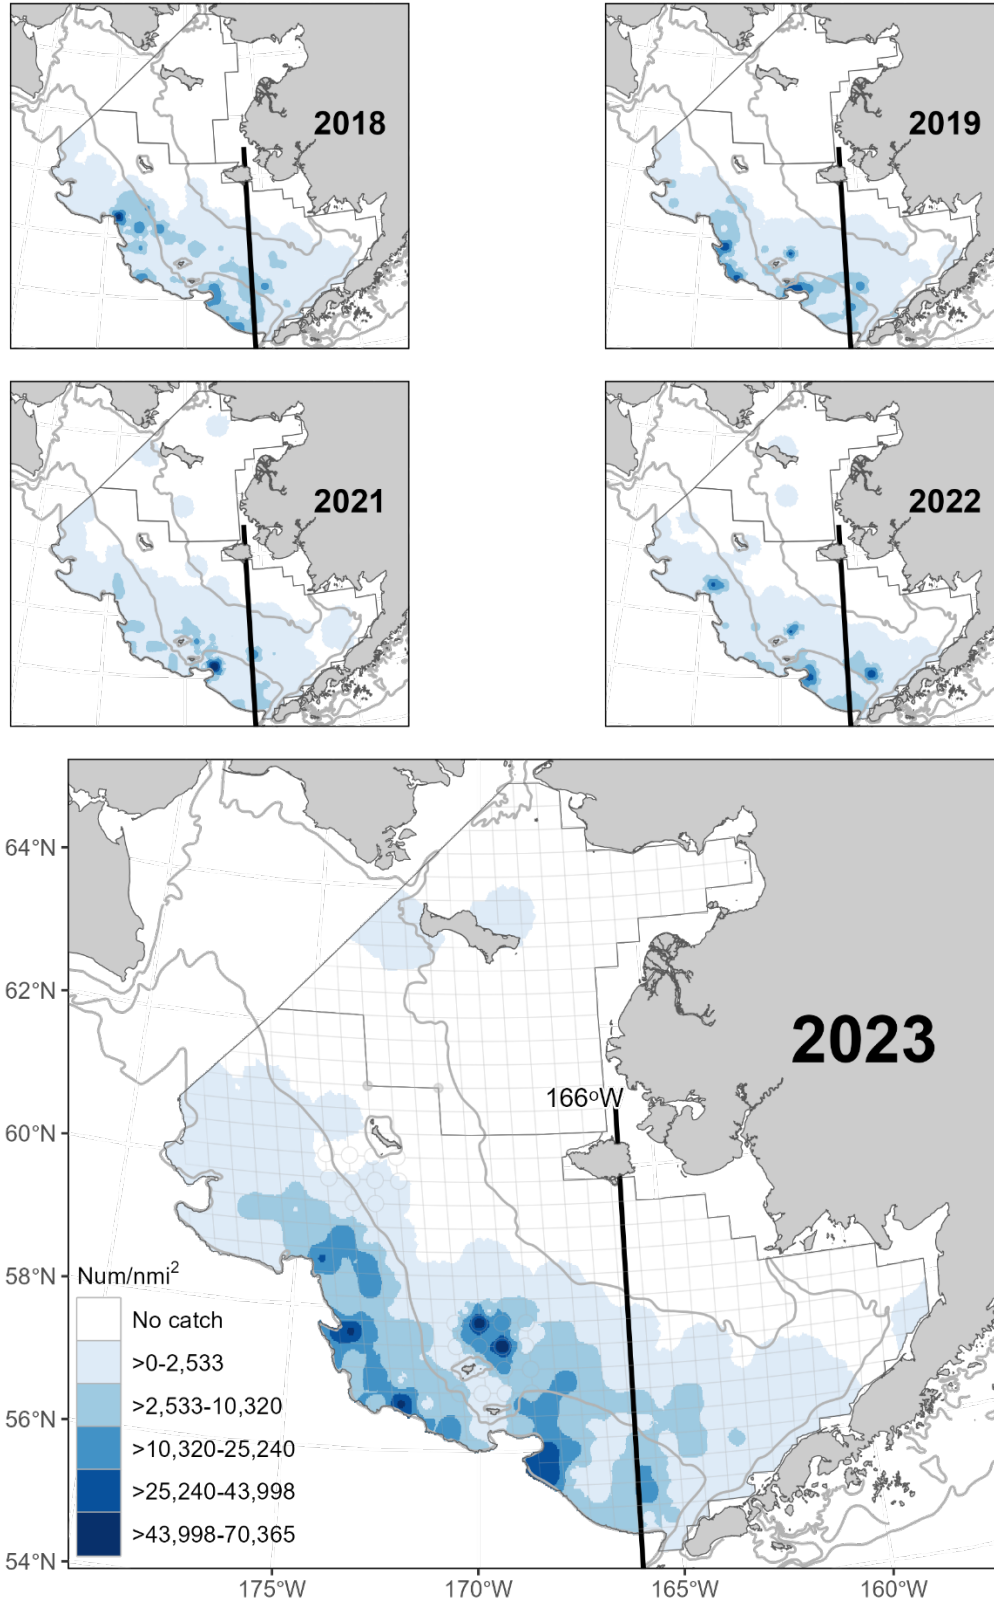 2018
2019
2021
2022
2023
64°N
62°N
60°N
58°N
56°N
54°N
166°W
Num/nmi²
No catch
>0-2,533
>2,533-10,320
>10,320-25,240
>25,240-43,998
>43,998-70,365
175°W
170°W
165°W
160°W